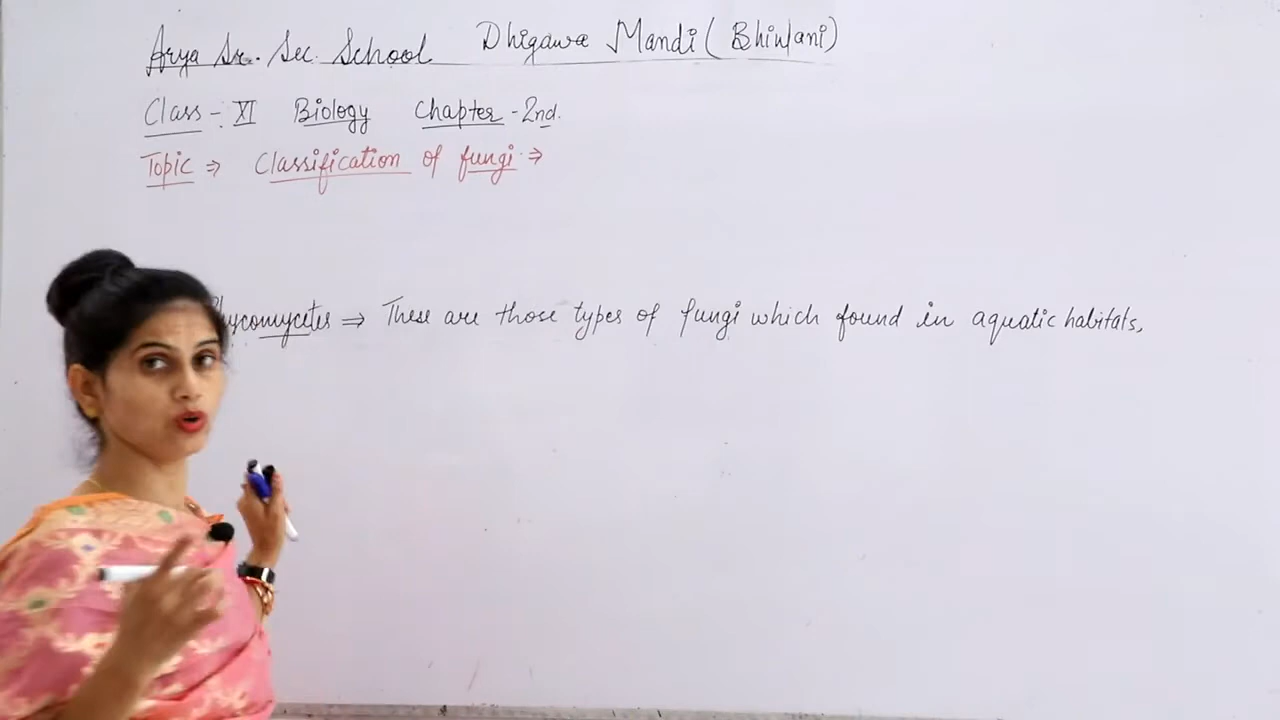 Arya Sr. Sec. School Dhigawa Mandi (Bhiwani)
Class - XI Biology Chapter - 2nd.
Topic ⇒ Classification of fungi ⇒
hycomycetes ⇒ These are those types of fungi which found in aquatic habitats,